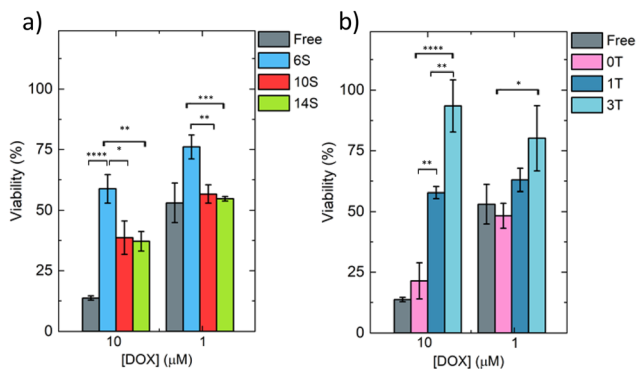 a)
Free
6S
10S
14S
***
**
**
****
*
100
75
50
25
0
Viability (%)
10
1
[DOX] (μM)
b)
Free
0T
1T
3T
****
**
*
**
100
75
50
25
0
Viability (%)
10
1
[DOX] (μM)